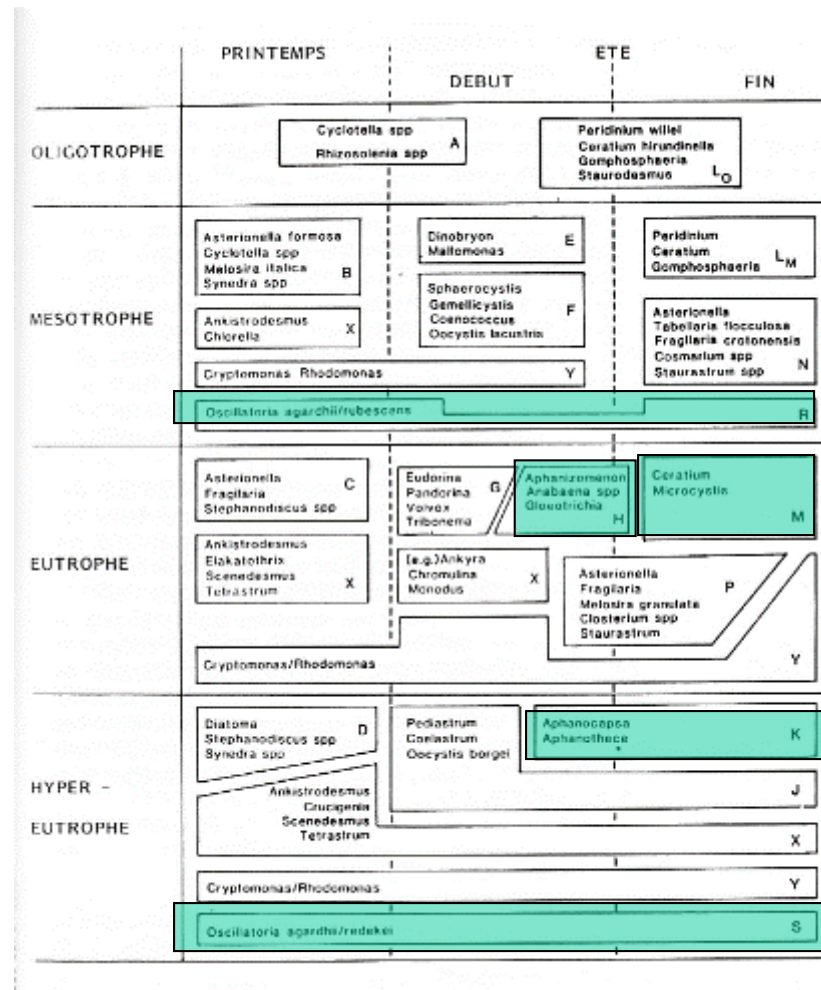 PRINTEMPS
ETE
DEBUT
FIN
OLIGOTROPHE
Cyclotella spp
Rhizosolenia spp
A
Peridinium willei
Ceratium hirundinella
Gomphosphaeria
Staurodesmus
LO
MESOTROPHE
Asterionella formosa
Cyclotella spp
Melosira italica
Synedra spp
B
Dinobryon
Mallomonas
E
Peridinium
Ceratium
Gomphosphaeria
LM
Ankistrodesmus
Chlorella
X
Sphaerocystis
Gemellicystis
Coenococcus
Oocystis lacustris
F
Asterionella
Tabellaria flocculosa
Fragilaria crotonensis
Cosmarium spp
Staurastrum spp
N
Cryptomonas Rhodomonas
Y
Oscillatoria agardhii/rubescens
R
EUTROPHE
Asterionella
Fragilaria
Stephanodiscus spp
C
Eudorina
Pandorina
Volvox
Tribonema
G
Aphanizomenon
Anabaena spp
Gloeotrichia
H
Ceratium
Microcystis
M
Ankistrodesmus
Elakatothrix
Scenedesmus
Tetrastrum
X
(e.g.)Ankyra
Chromulina
Monodus
X
Asterionella
Fragilaria
Melosira granulata
Closterium spp
Staurastrum
P
Cryptomonas/Rhodomonas
Y
HYPER -
EUTROPHE
Diatoma
Stephanodiscus spp
Synedra spp
D
Pediastrum
Coelastrum
Oocystis borgei
J
Aphanocapsa
Aphanothece
K
Ankistrodesmus
Crucigenia
Scenedesmus
Tetrastrum
X
Cryptomonas/Rhodomonas
Y
Oscillatoria agardhii/redekei
S